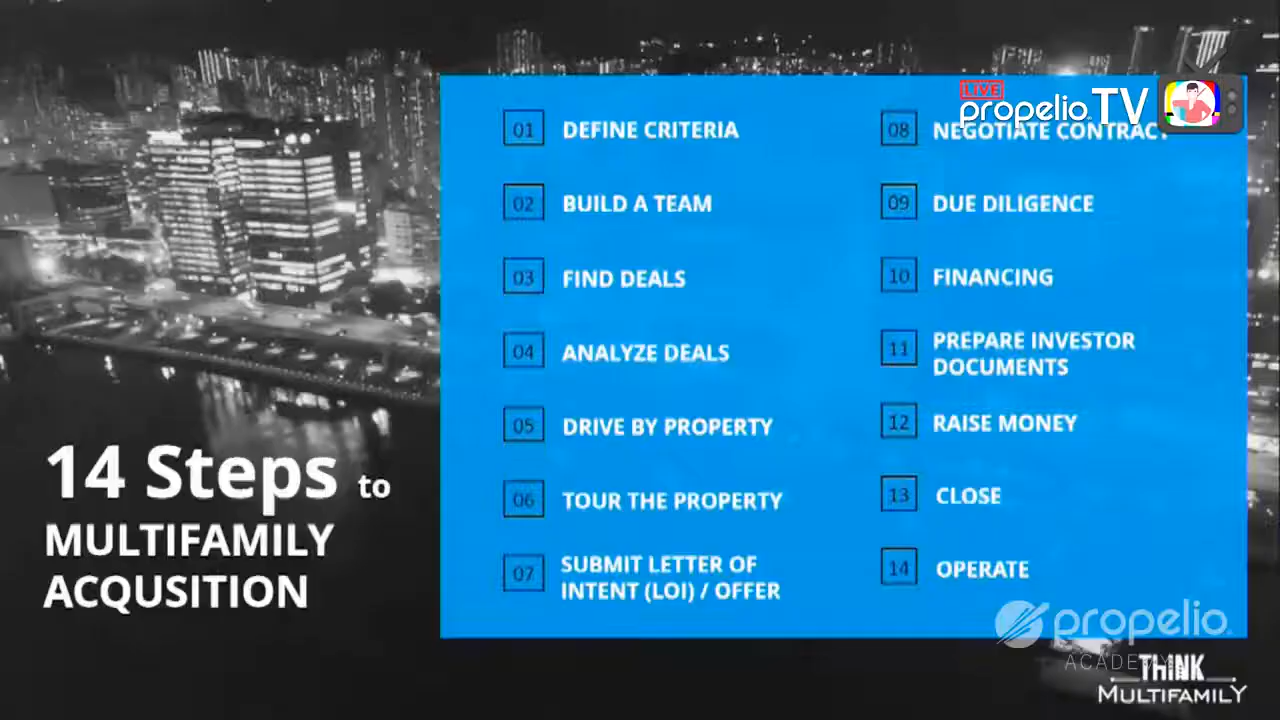 LIVE
propelio TV
01 DEFINE CRITERIA
02 BUILD A TEAM
03 FIND DEALS
04 ANALYZE DEALS
05 DRIVE BY PROPERTY
06 TOUR THE PROPERTY
07 SUBMIT LETTER OF
INTENT (LOI) / OFFER
08 NEGOTIATE CONTRACT
09 DUE DILIGENCE
10 FINANCING
11 PREPARE INVESTOR
DOCUMENTS
12 RAISE MONEY
13 CLOSE
14 OPERATE
14 Steps to
MULTIFAMILY
ACQUSITION
propelio
ACADEMY
THINK
MULTIFAMILY